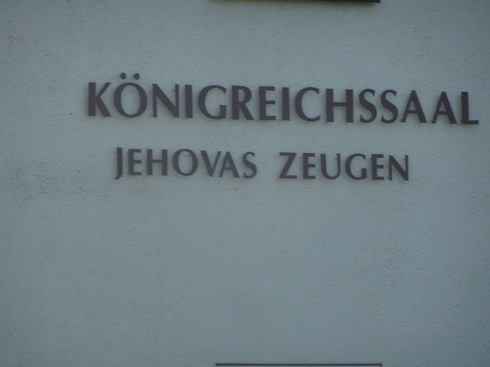 KÖNIGREICHSSAAL
JEHOVAS ZEUGEN